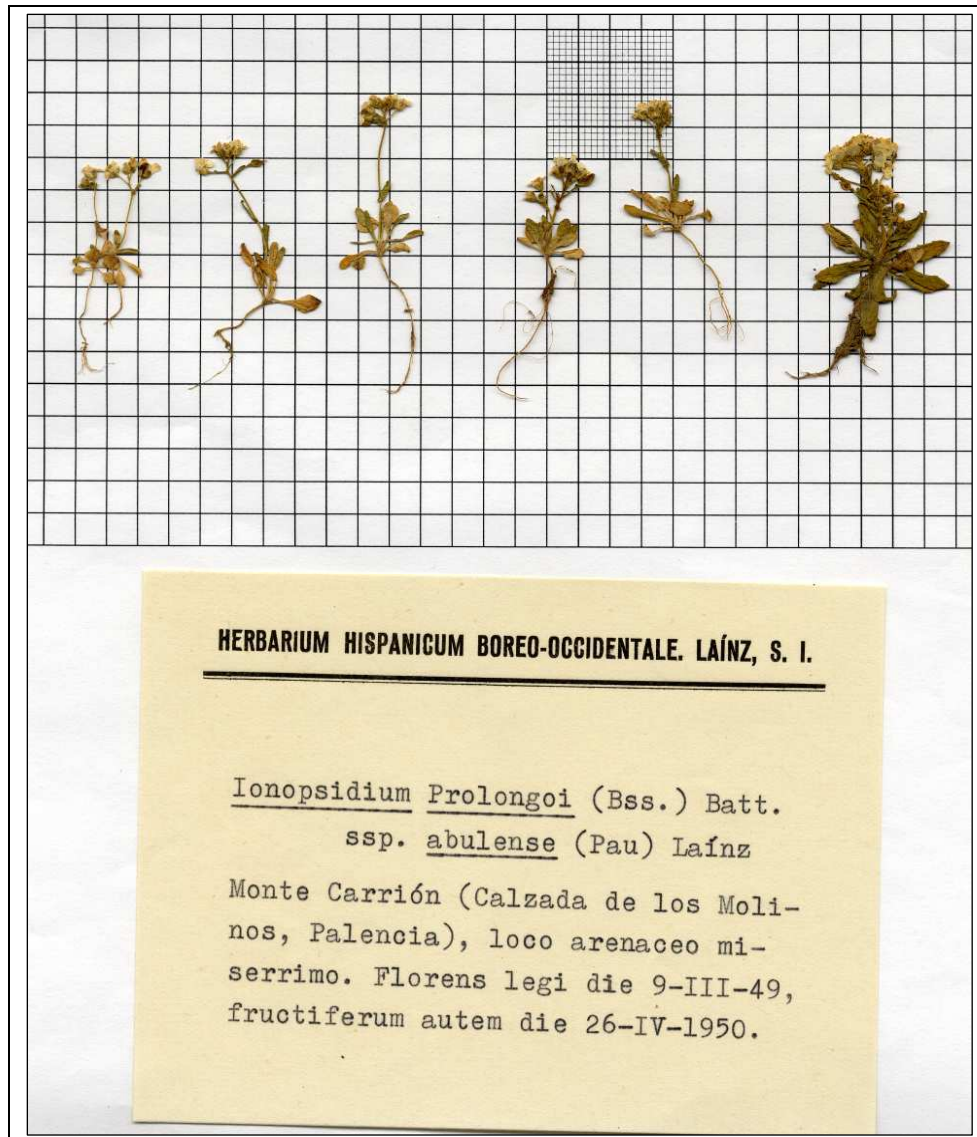 HERBARIUM HISPANICUM BOREO-OCCIDENTALE. LAÍNZ, S. I.
Ionopsidium Prolongoi (Bss.) Batt.
ssp. abulense (Pau) Laínz
Monte Carrión (Calzada de los Moli-
nos, Palencia), loco arenaceo mi-
serrimo. Florens legi die 9-III-49,
fructiferum autem die 26-IV-1950.